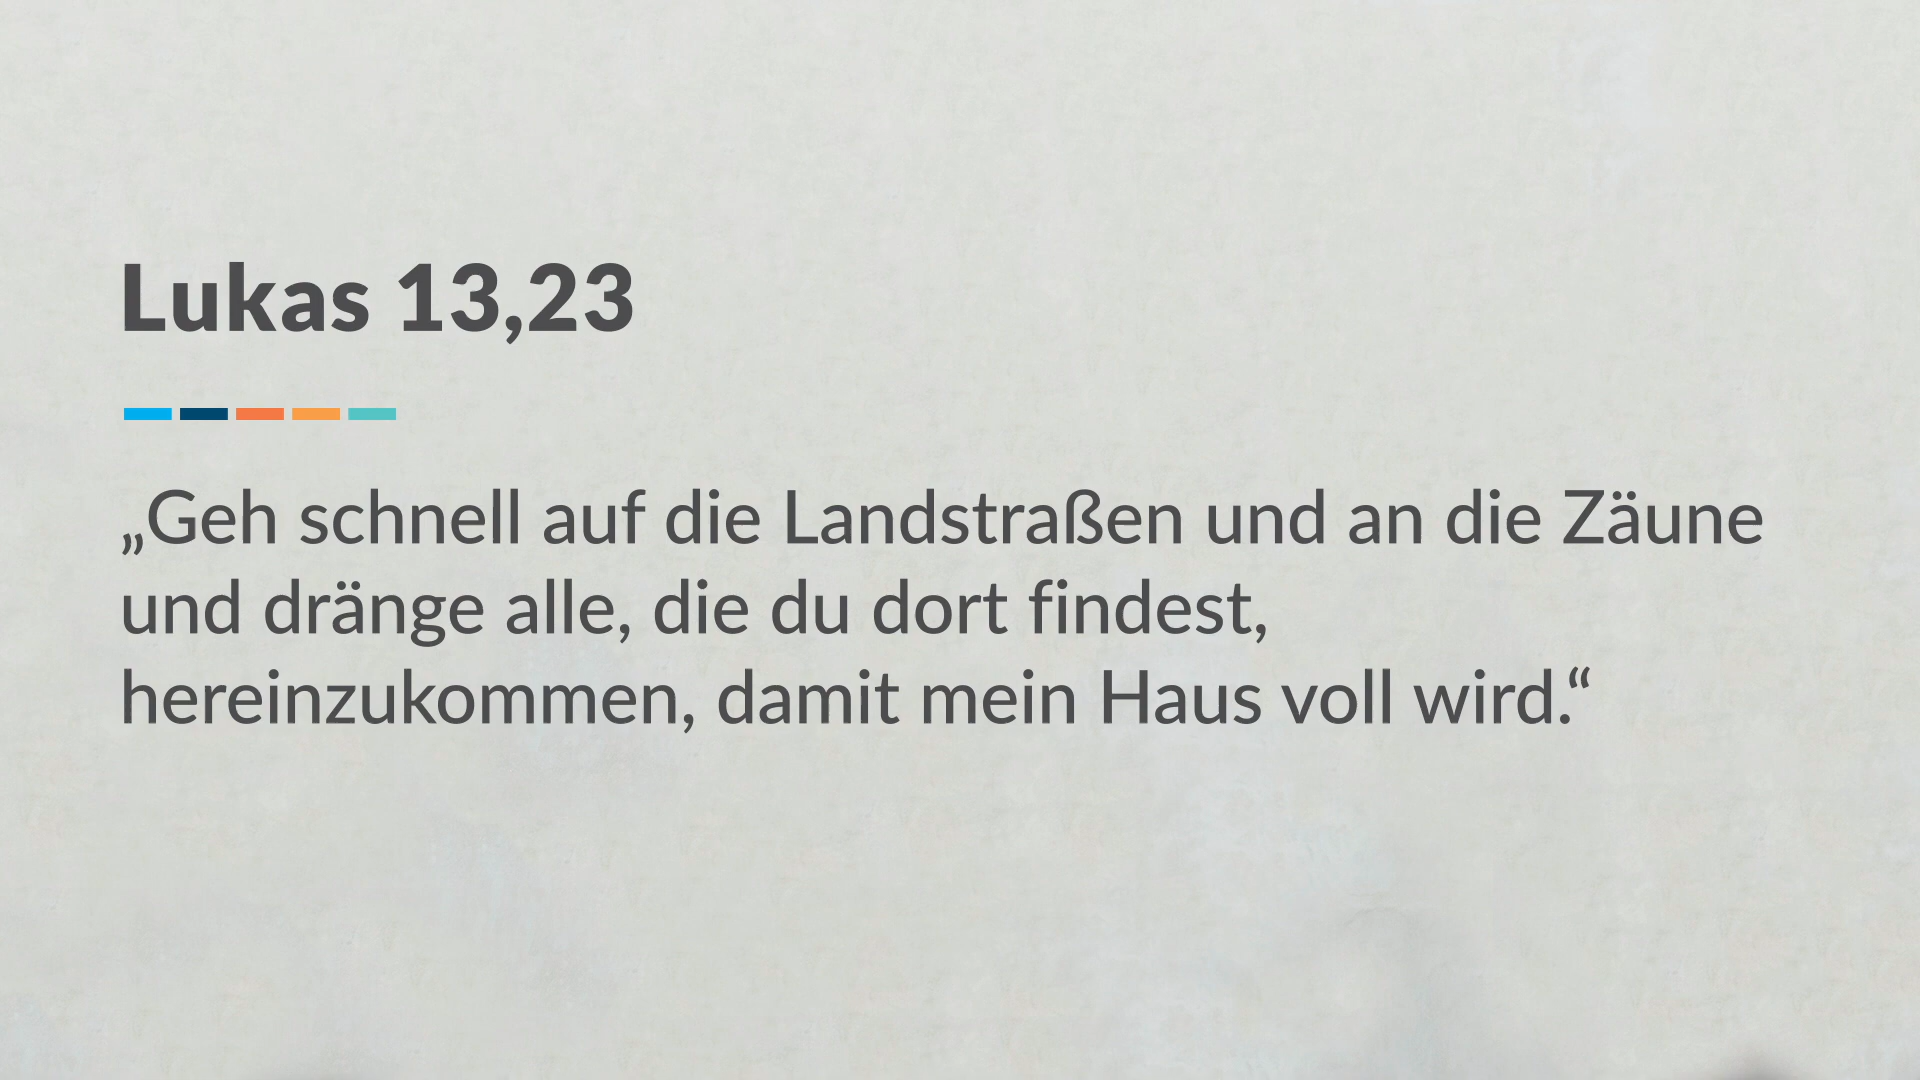 Lukas 13,23
„Geh schnell auf die Landstraßen und an die Zäune
und dränge alle, die du dort findest,
hereinzukommen, damit mein Haus voll wird.“